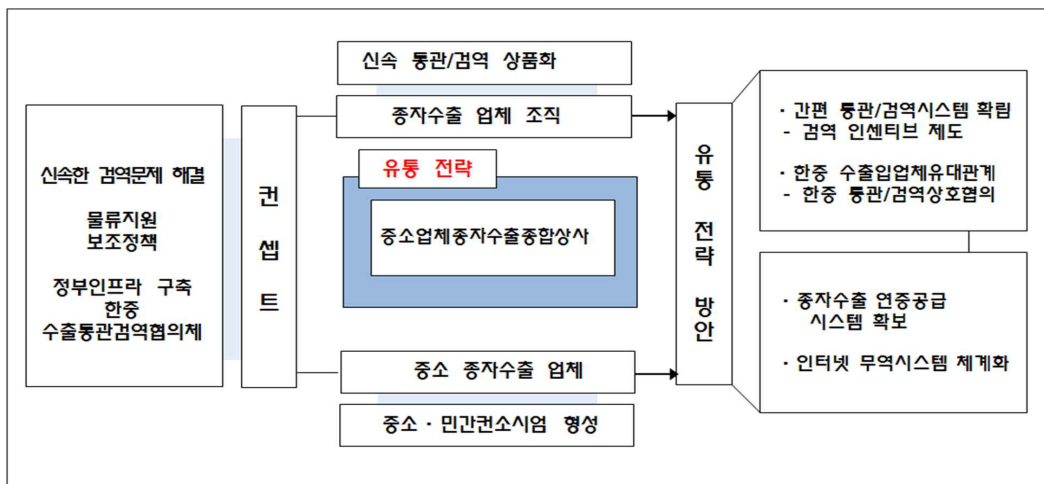 신속한 검역문제 해결
물류지원
보조정책
정부인프라 구축
한중
수출통관검역협의체
컨
셉
트
신속 통관/검역 상품화
종자수출 업체 조직
유통 전략
중소업체종자수출종합상사
중소 종자수출 업체
중소·민간컨소시엄 형성
유
통
전
략
방
안
· 간편 통관/검역시스템 확립
- 검역 인센티브 제도
· 한중 수출입업체유대관계
- 한중 통관/검역상호협의
· 종자수출 연중공급
시스템 확보
· 인터넷 무역시스템 체계화